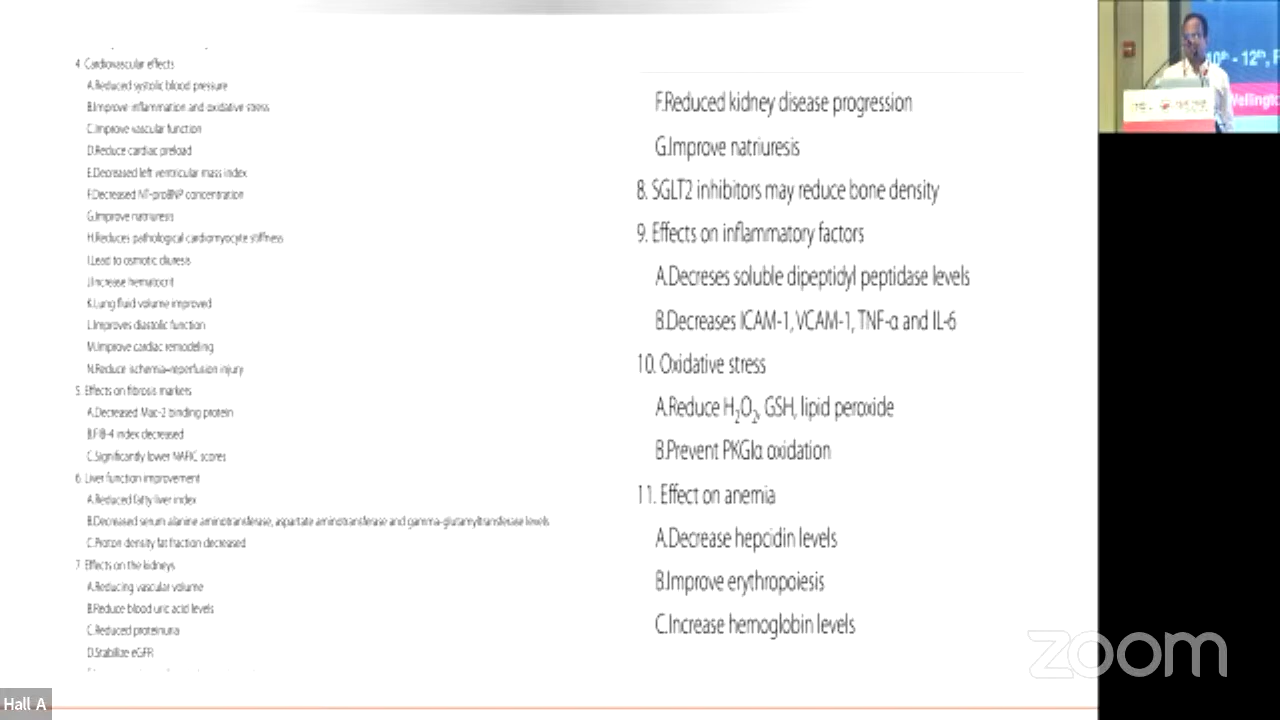 4. Cardiovascular effects
A.Reduced systolic blood pressure
B.Improve inflammation and oxidative stress
C.Improve vascular function
D.Reduce cardiac preload
E.Decreased left ventricular mass index
F.Decreased NT-proBNP concentration
G.Improve natriuresis
H.Reduces pathological cardiomyocyte stiffness
I.Lead to osmotic diuresis
J.Increase hematocrit
K.Lung fluid volume improved
L.Improves diastolic function
M.Improve cardiac remodeling
N.Reduce ischemia–reperfusion injury
5. Effects on fibrosis markers
A.Decreased Mac-2 binding protein
B.FIB-4 index decreased
C.Significantly lower NAFIC scores
6. Liver function improvement
A.Reduced fatty liver index
B.Decreased serum alanine aminotransferase, aspartate aminotransferase and gamma-glutamyltransferase levels
C.Proton density fat fraction decreased
7. Effects on the kidneys
A.Reducing vascular volume
B.Reduce blood uric acid levels
C.Reduced proteinuria
D.Stabilize eGFR
F.Reduced kidney disease progression
G.Improve natriuresis
8. SGLT2 inhibitors may reduce bone density
9. Effects on inflammatory factors
A.Decreses soluble dipeptidyl peptidase levels
B.Decreases ICAM-1, VCAM-1, TNF-α and IL-6
10. Oxidative stress
A.Reduce H₂O₂, GSH, lipid peroxide
B.Prevent PKGIα oxidation
11. Effect on anemia
A.Decrease hepcidin levels
B.Improve erythropoiesis
C.Increase hemoglobin levels
10th - 12th, F
Wellingto
zoom
Hall A